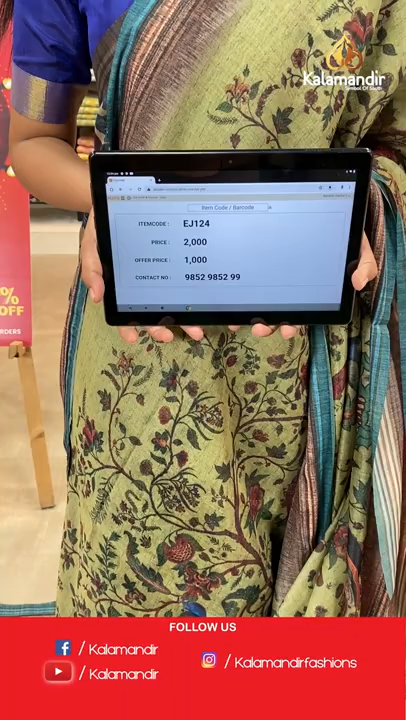 Kalamandir
Symbol Of South
Item Code / Barcode
ITEMCODE : EJ124
PRICE : 2,000
OFFER PRICE : 1,000
CONTACT NO : 9852 9852 99
%
OFF
ORDERS
FOLLOW US
/ Kalamandir
/ Kalamandir
/ Kalamandirfashions